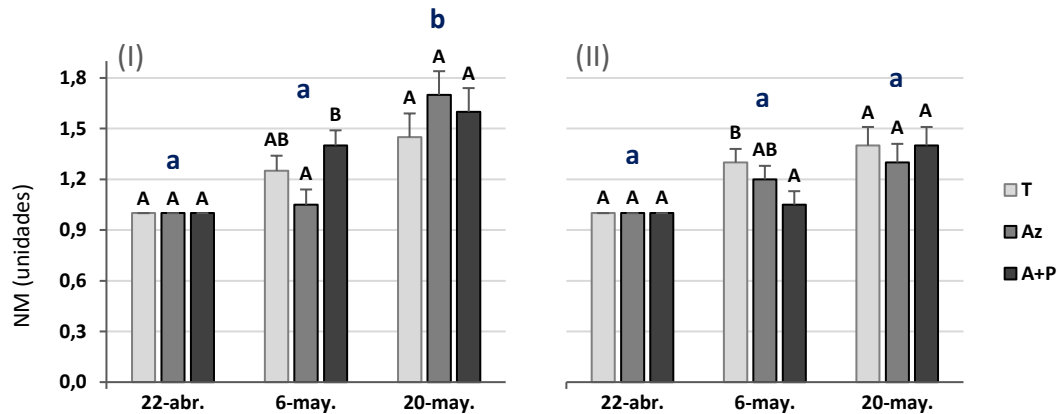 b
(I)
(II)
1,8
1,5
1,2
0,9
0,6
0,3
0,0
NM (unidades)
a
a
A A A
AB A B
A A A
22-abr. 6-may. 20-may.
a
a
a
A A A
B AB A
A A A
22-abr. 6-may. 20-may.
T
Az
A+P